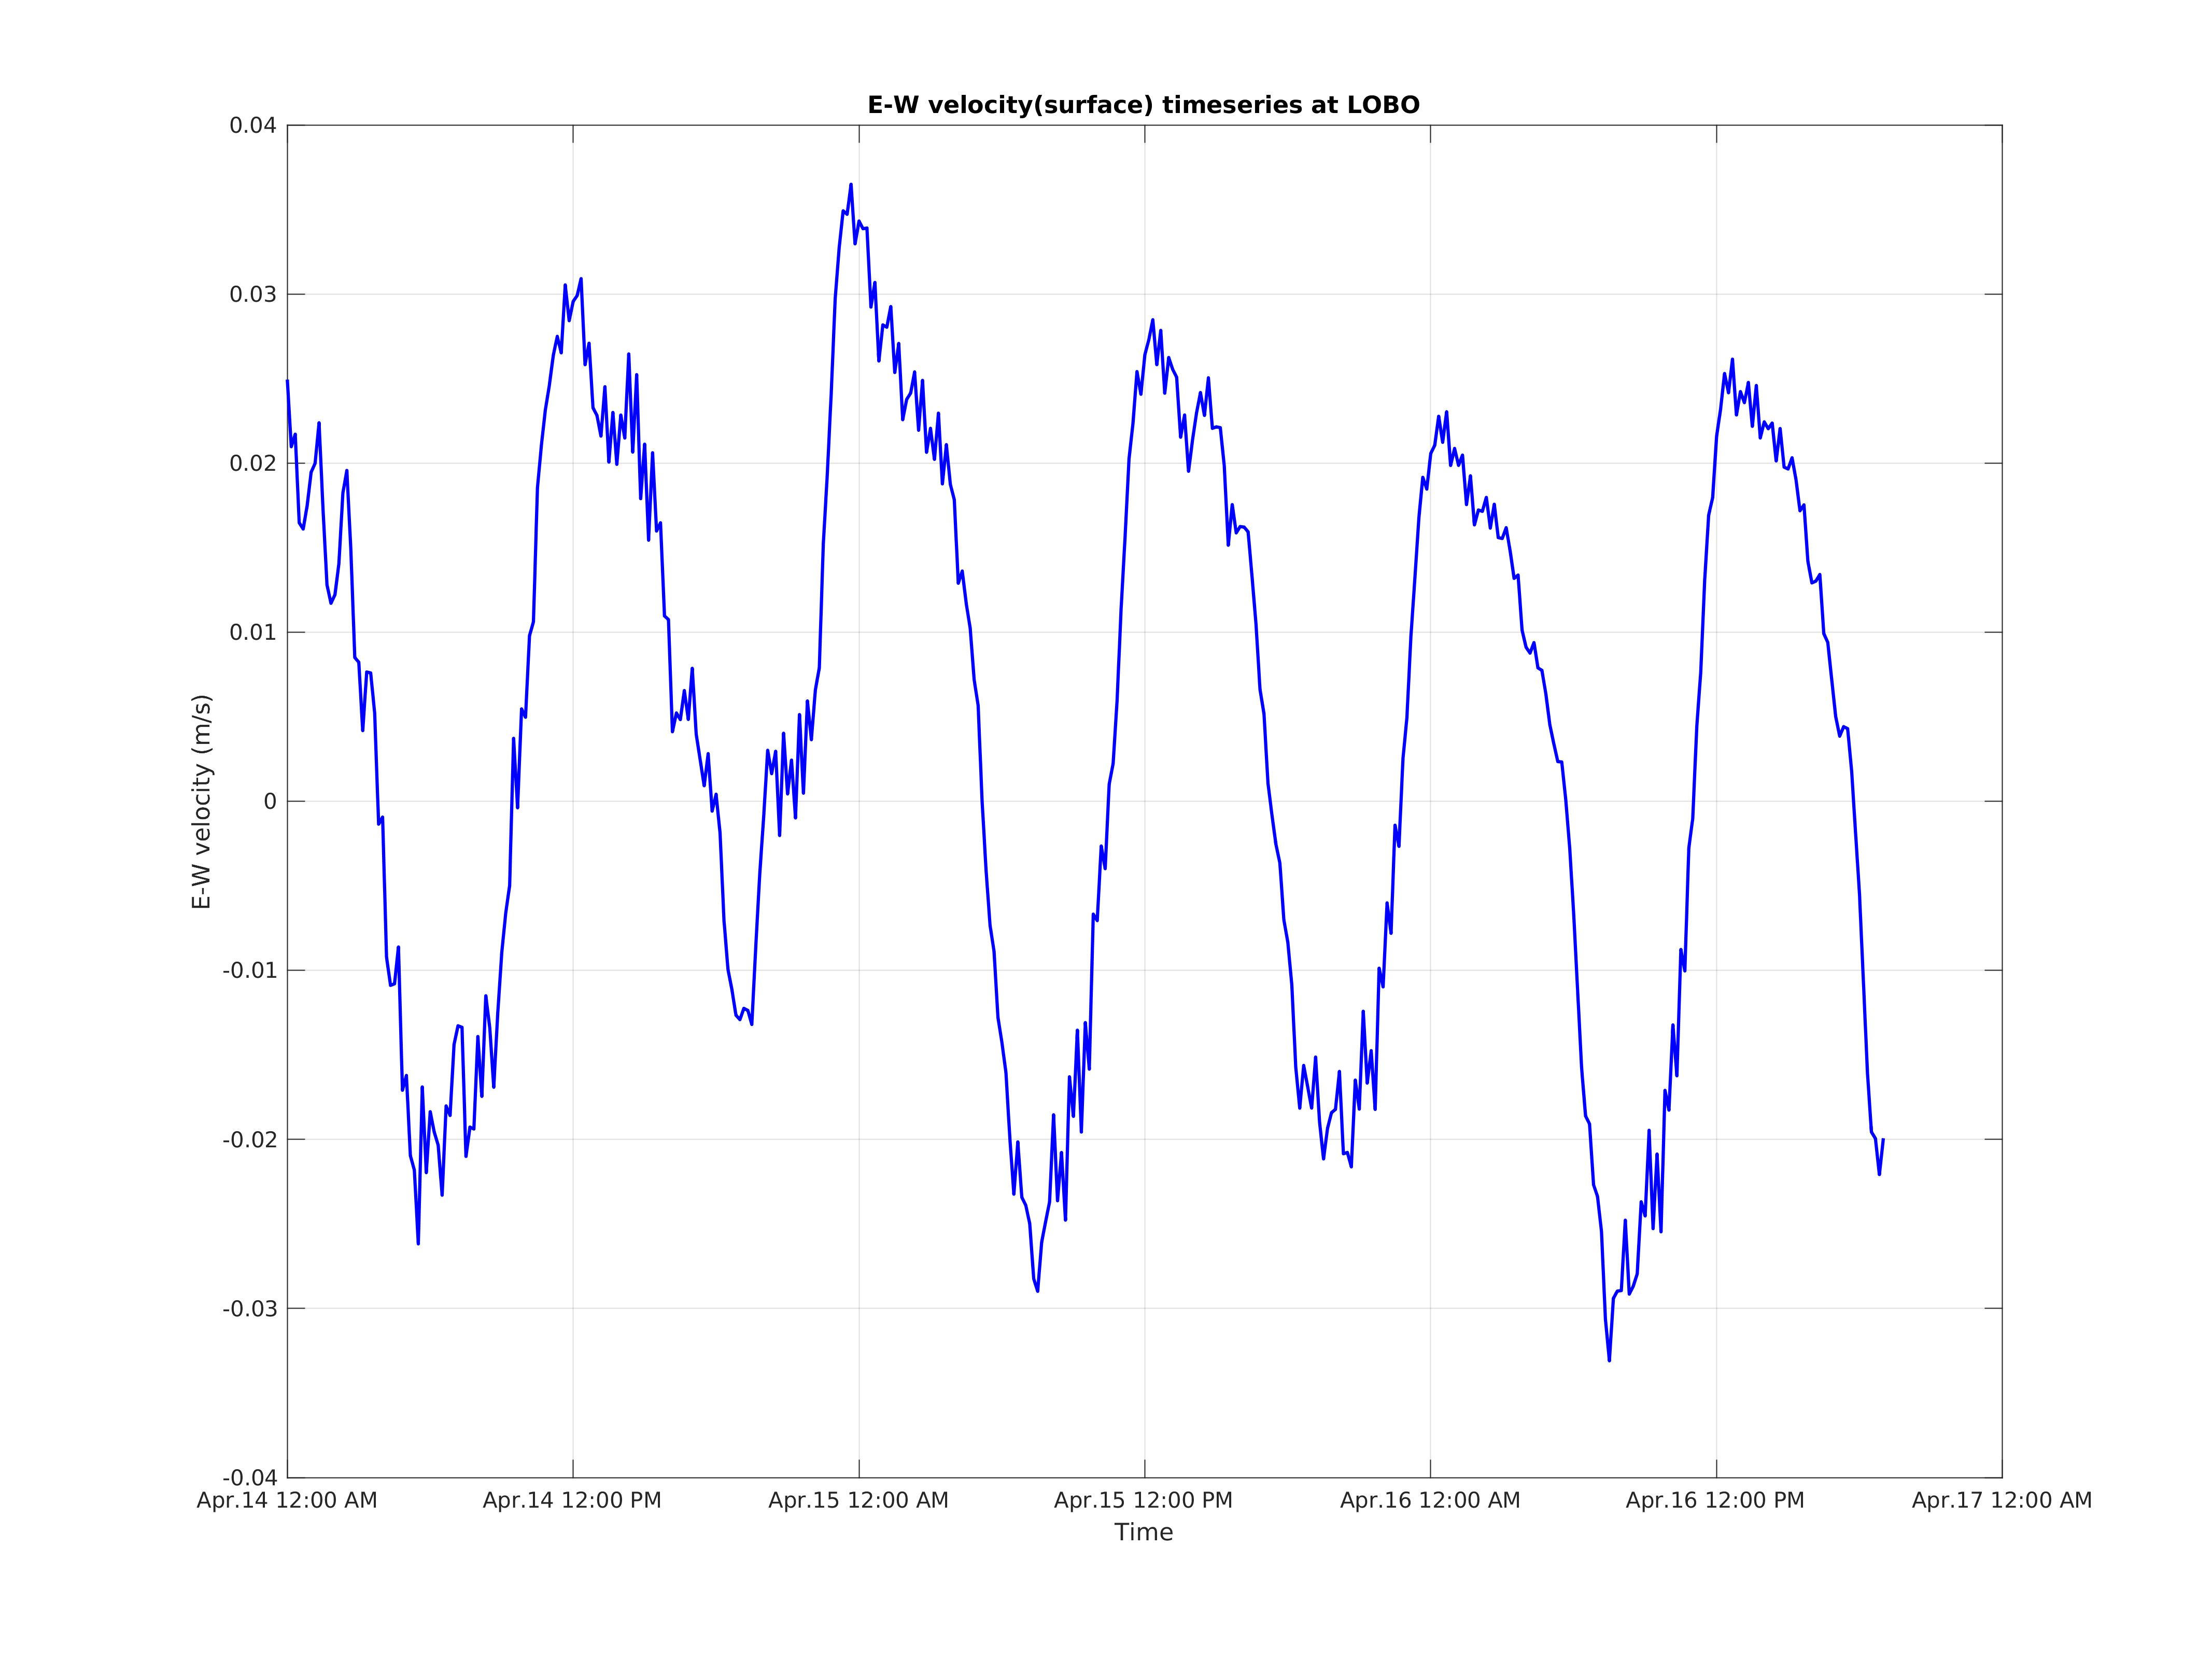 E-W velocity(surface) timeseries at LOBO
0.04
0.03
0.02
0.01
0
-0.01
-0.02
-0.03
-0.04
E-W velocity (m/s)
Apr.14 12:00 AM
Apr.14 12:00 PM
Apr.15 12:00 AM
Apr.15 12:00 PM
Apr.16 12:00 AM
Apr.16 12:00 PM
Apr.17 12:00 AM
Time